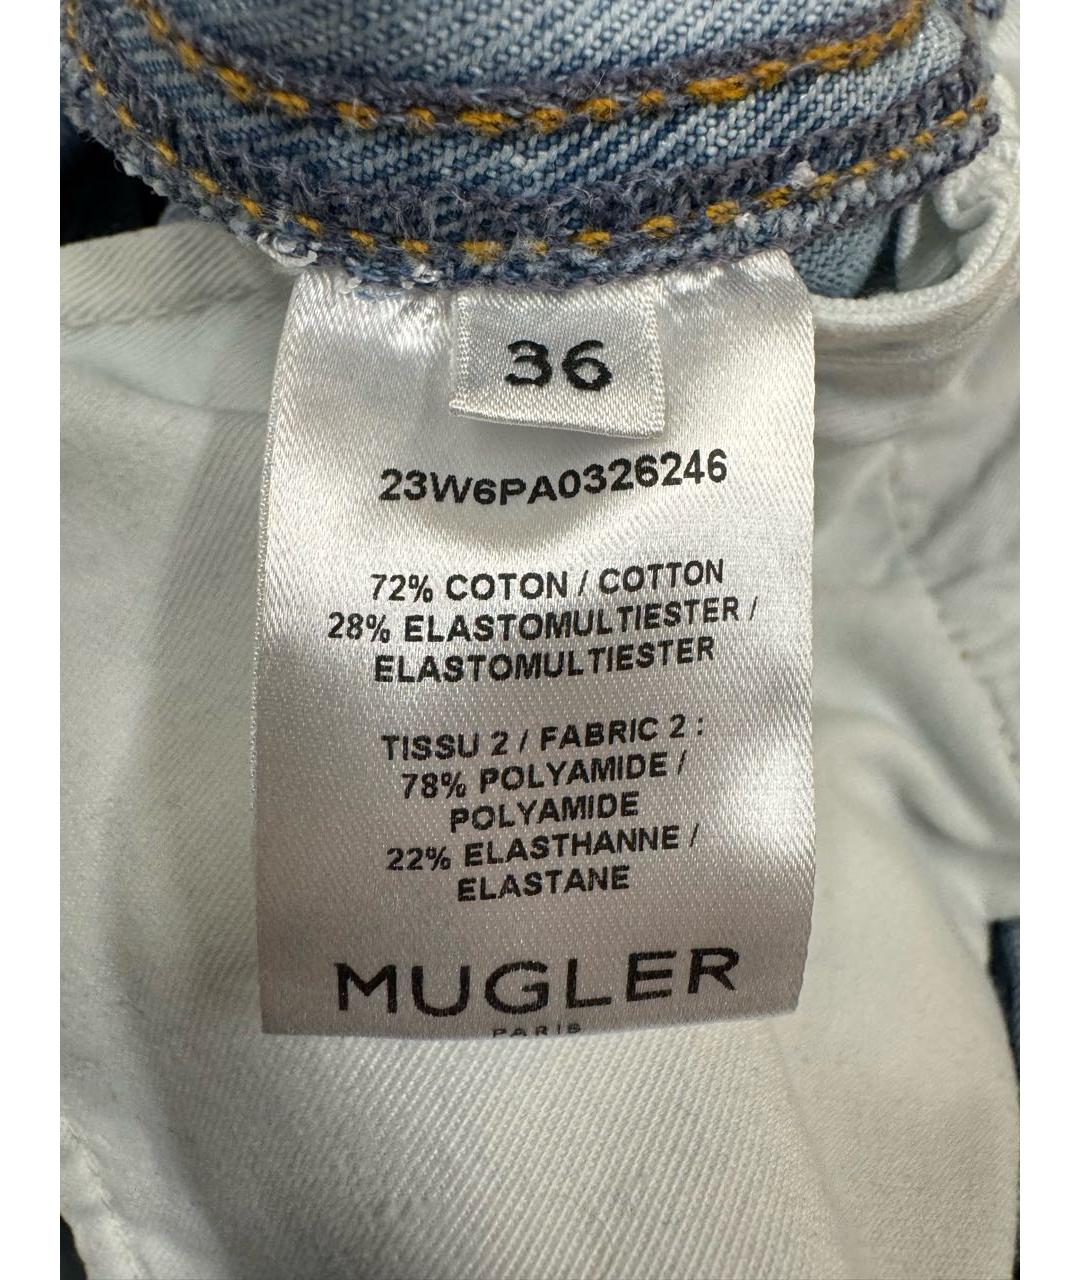 36
23W6PA0326246
72% COTON / COTTON
28% ELASTOMULTIESTER /
ELASTOMULTIESTER
TISSU 2 / FABRIC 2 :
78% POLYAMIDE /
POLYAMIDE
22% ELASTHANNE /
ELASTANE
MUGLER
PARIS